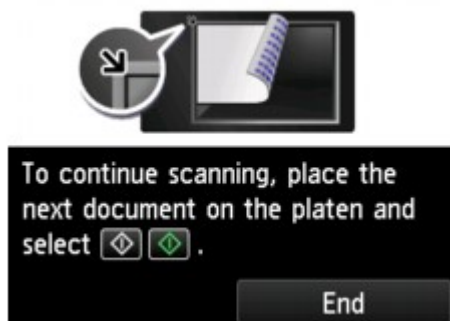 To continue scanning, place the
next document on the platen and
select .
End